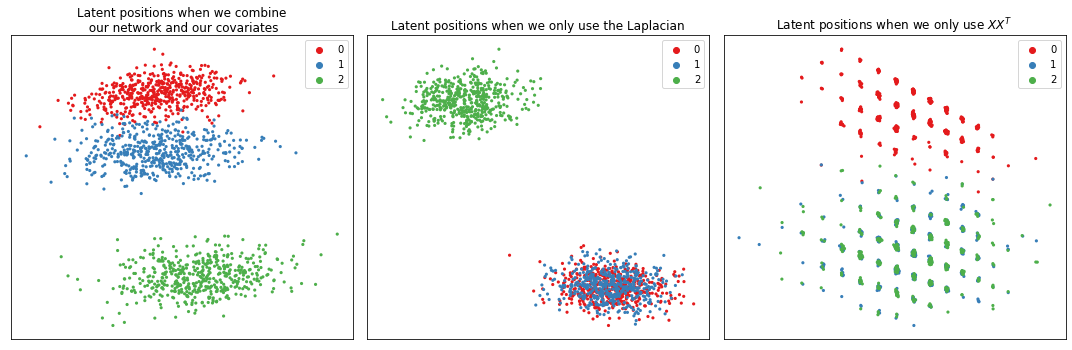 Latent positions when we combine
our network and our covariates
0
1
2
Latent positions when we only use the Laplacian
0
1
2
Latent positions when we only use XX^T
0
1
2